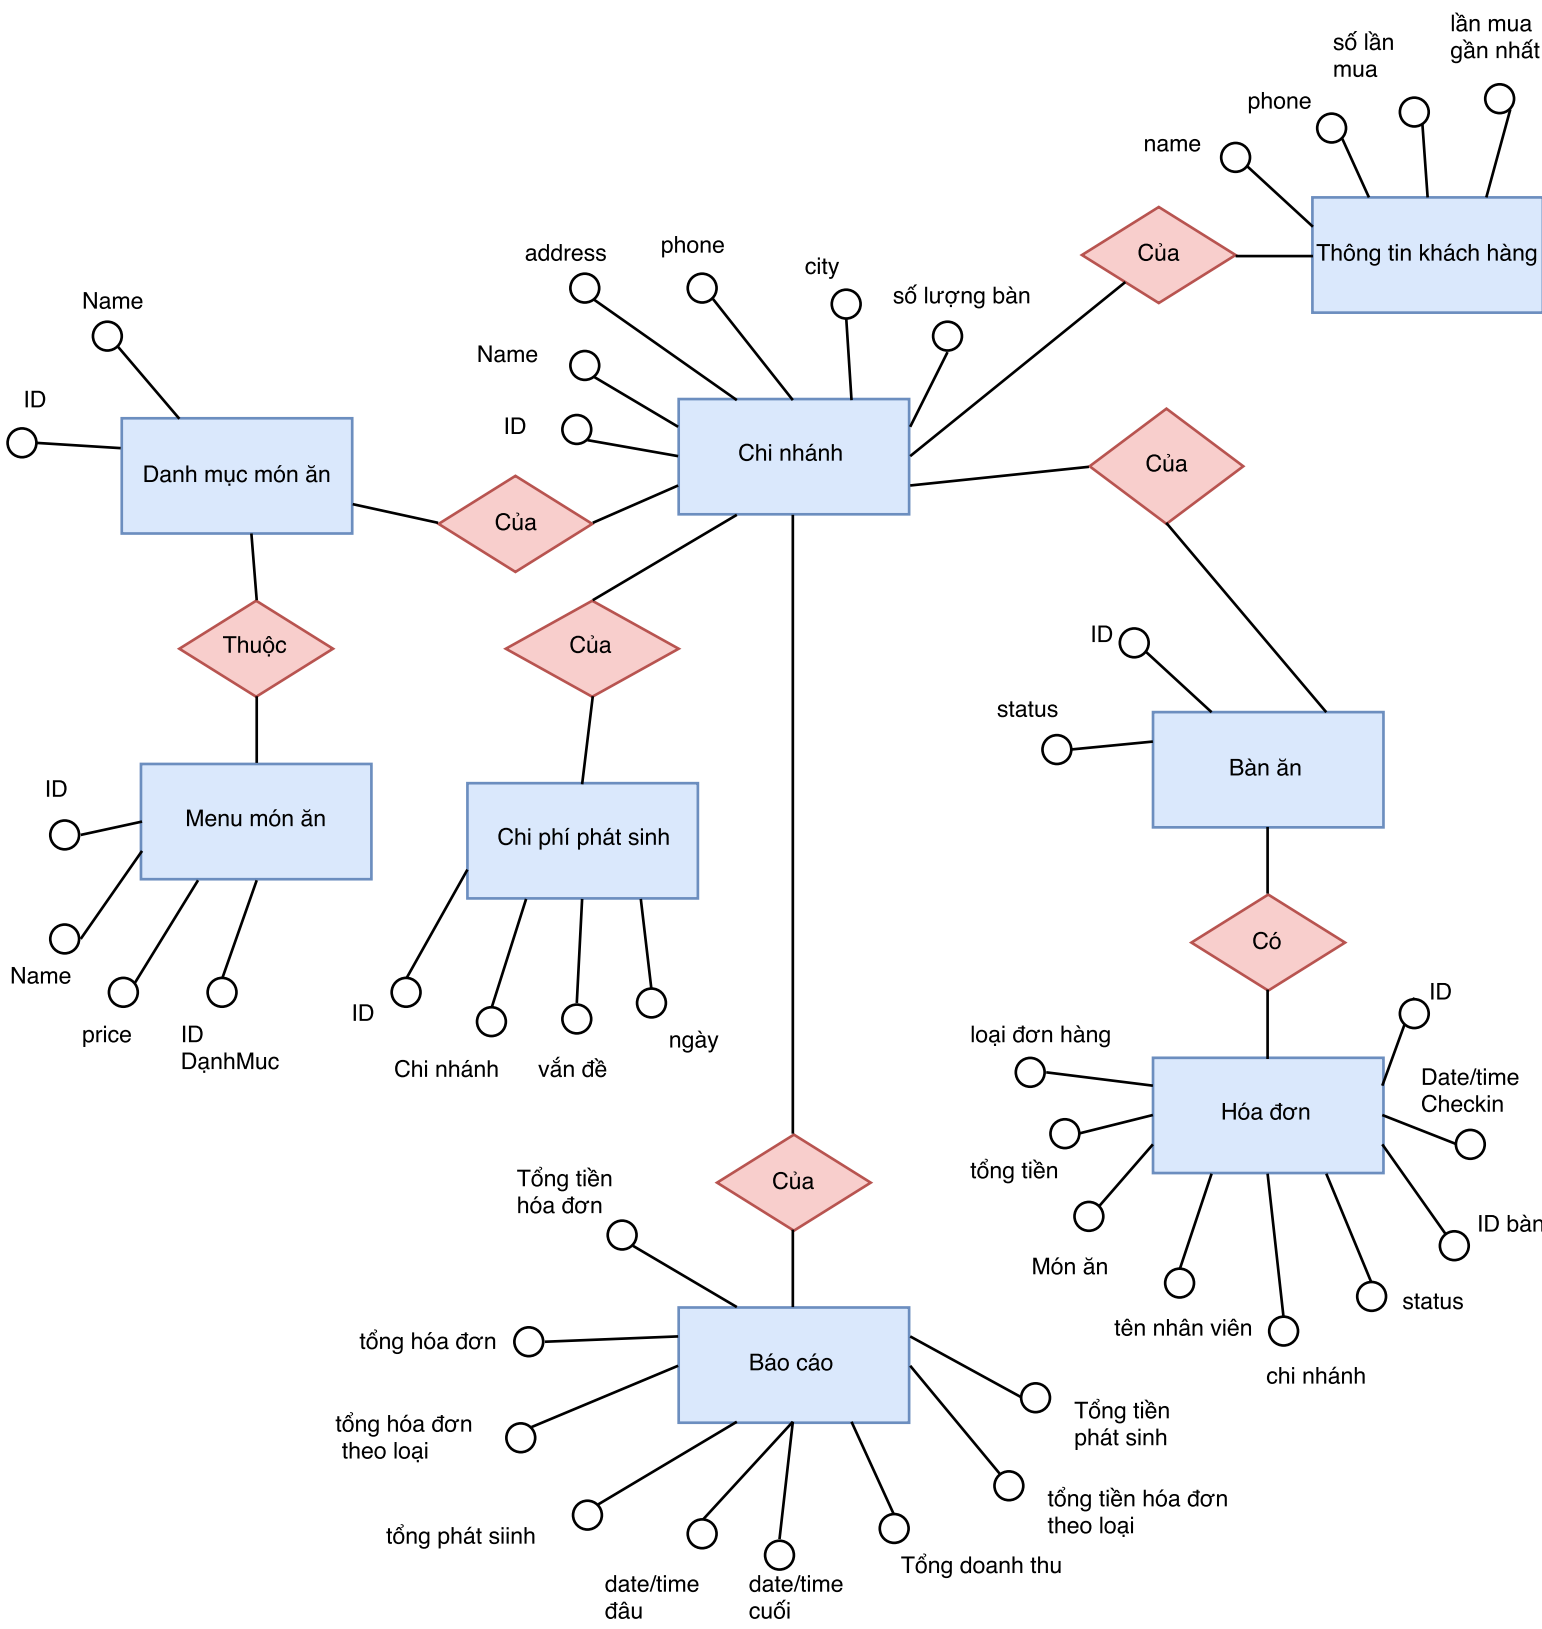 lần mua
gần nhất
số lần
mua
phone
name
Của
Thông tin khách hàng
address
phone
city
số lượng bàn
Name
ID
Chi nhánh
Name
ID
Danh mục món ăn
Của
Của
Thuộc
Của
ID
status
Bàn ăn
ID
Menu món ăn
Name
price
ID
DạnhMuc
Chi phí phát sinh
ID
Chi nhánh
vắn đề
ngày
Có
ID
loại đơn hàng
Date/time
Checkin
Hóa đơn
tổng tiền
ID bàn
Món ăn
status
tên nhân viên
chi nhánh
Của
Tổng tiền
hóa đơn
tổng hóa đơn
Báo cáo
tổng hóa đơn
theo loại
Tổng tiền
phát sinh
tổng tiền hóa đơn
theo loại
tổng phát siinh
Tổng doanh thu
date/time
đâu
date/time
cuối